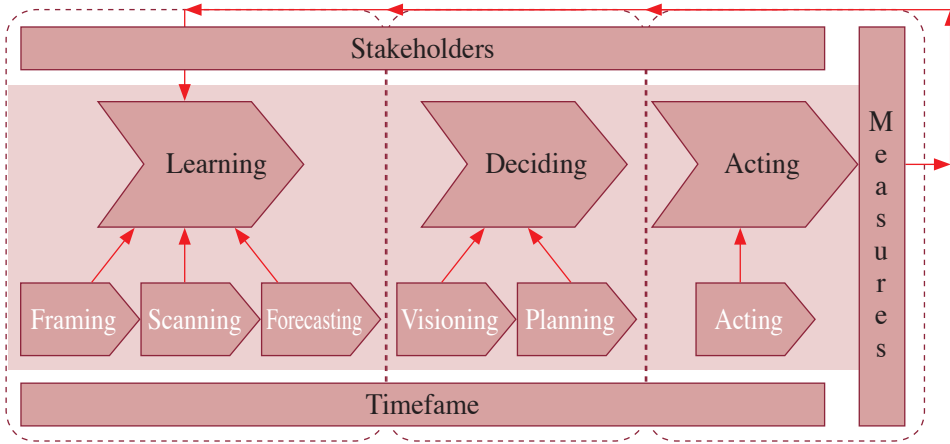 Stakeholders
Learning
Deciding
Acting
Measures
Framing
Scanning
Forecasting
Visioning
Planning
Acting
Timefame